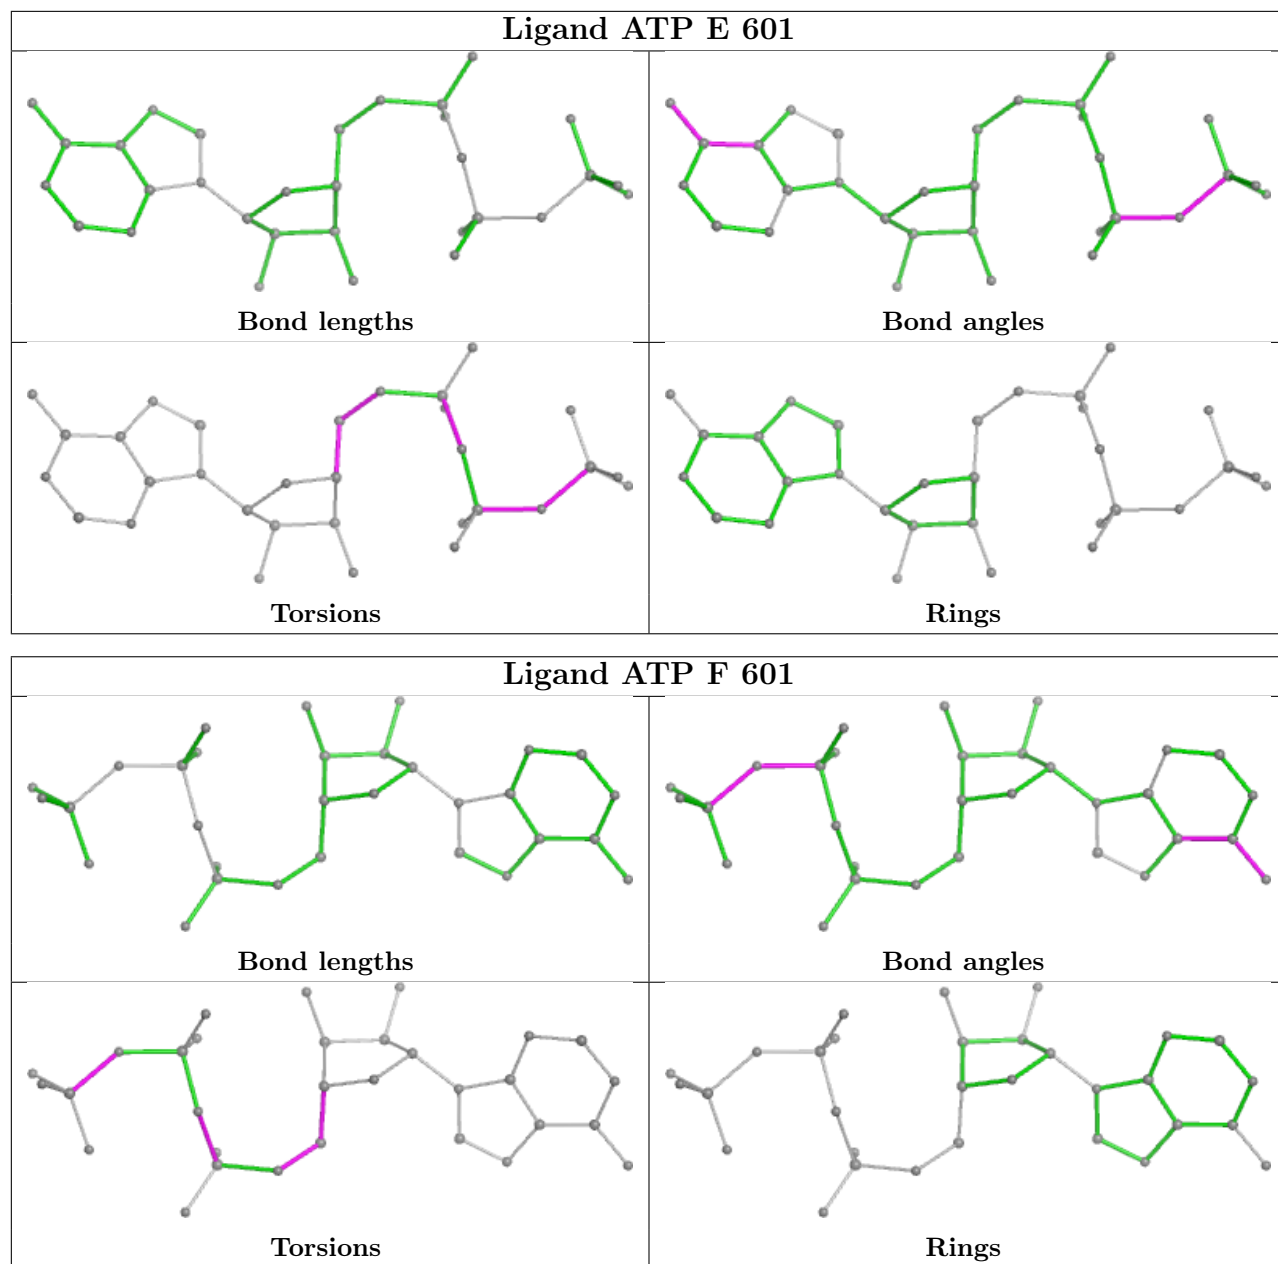 Ligand ATP E 601
Bond lengths
Bond angles
Torsions
Rings
Ligand ATP F 601
Bond lengths
Bond angles
Torsions
Rings